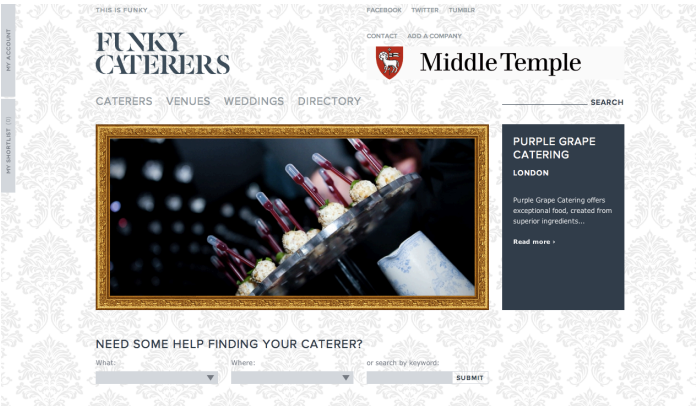 THIS IS FUNKY
FACEBOOK TWITTER TUMBLR
CONTACT ADD A COMPANY
MY ACCOUNT
MY SHORTLIST (0)
FUNKY
CATERERS
Middle Temple
CATERERS VENUES WEDDINGS DIRECTORY
SEARCH
PURPLE GRAPE
CATERING
LONDON
Purple Grape Catering offers
exceptional food, created from
superior ingredients...
Read more ›
NEED SOME HELP FINDING YOUR CATERER?
What:
Where:
or search by keyword:
SUBMIT